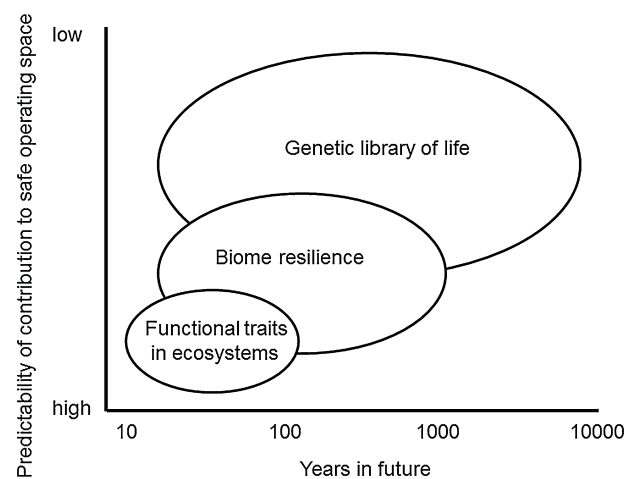 Predictability of contribution to safe operating space
low
Genetic library of life
Biome resilience
Functional traits
in ecosystems
high
10 100 1000 10000
Years in future